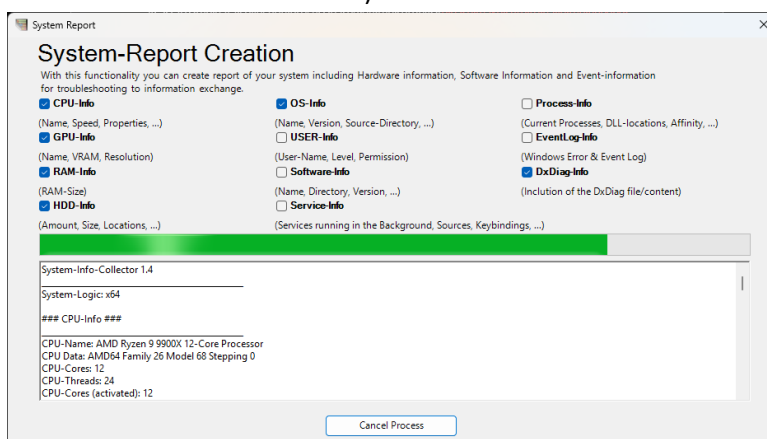 System Report
System-Report Creation
With this functionality you can create report of your system including Hardware information, Software Information and Event-information
for troubleshooting to information exchange.
CPU-Info
OS-Info
Process-Info
(Name, Speed, Properties, ...)
(Name, Version, Source-Directory, ...)
(Current Processes, DLL-locations, Affinity, ...)
GPU-Info
USER-Info
EventLog-Info
(Name, VRAM, Resolution)
(User-Name, Level, Permission)
(Windows Error & Event Log)
RAM-Info
Software-Info
DxDiag-Info
(RAM-Size)
(Name, Directory, Version, ...)
(Inclution of the DxDiag file/content)
HDD-Info
Service-Info
(Amount, Size, Locations, ...)
(Services running in the Background, Sources, Keybindings, ...)
System-Info-Collector 1.4
System-Logic: x64
### CPU-Info ###
CPU-Name: AMD Ryzen 9 9900X 12-Core Processor
CPU Data: AMD64 Family 26 Model 68 Stepping 0
CPU-Cores: 12
CPU-Threads: 24
CPU-Cores (activated): 12
Cancel Process